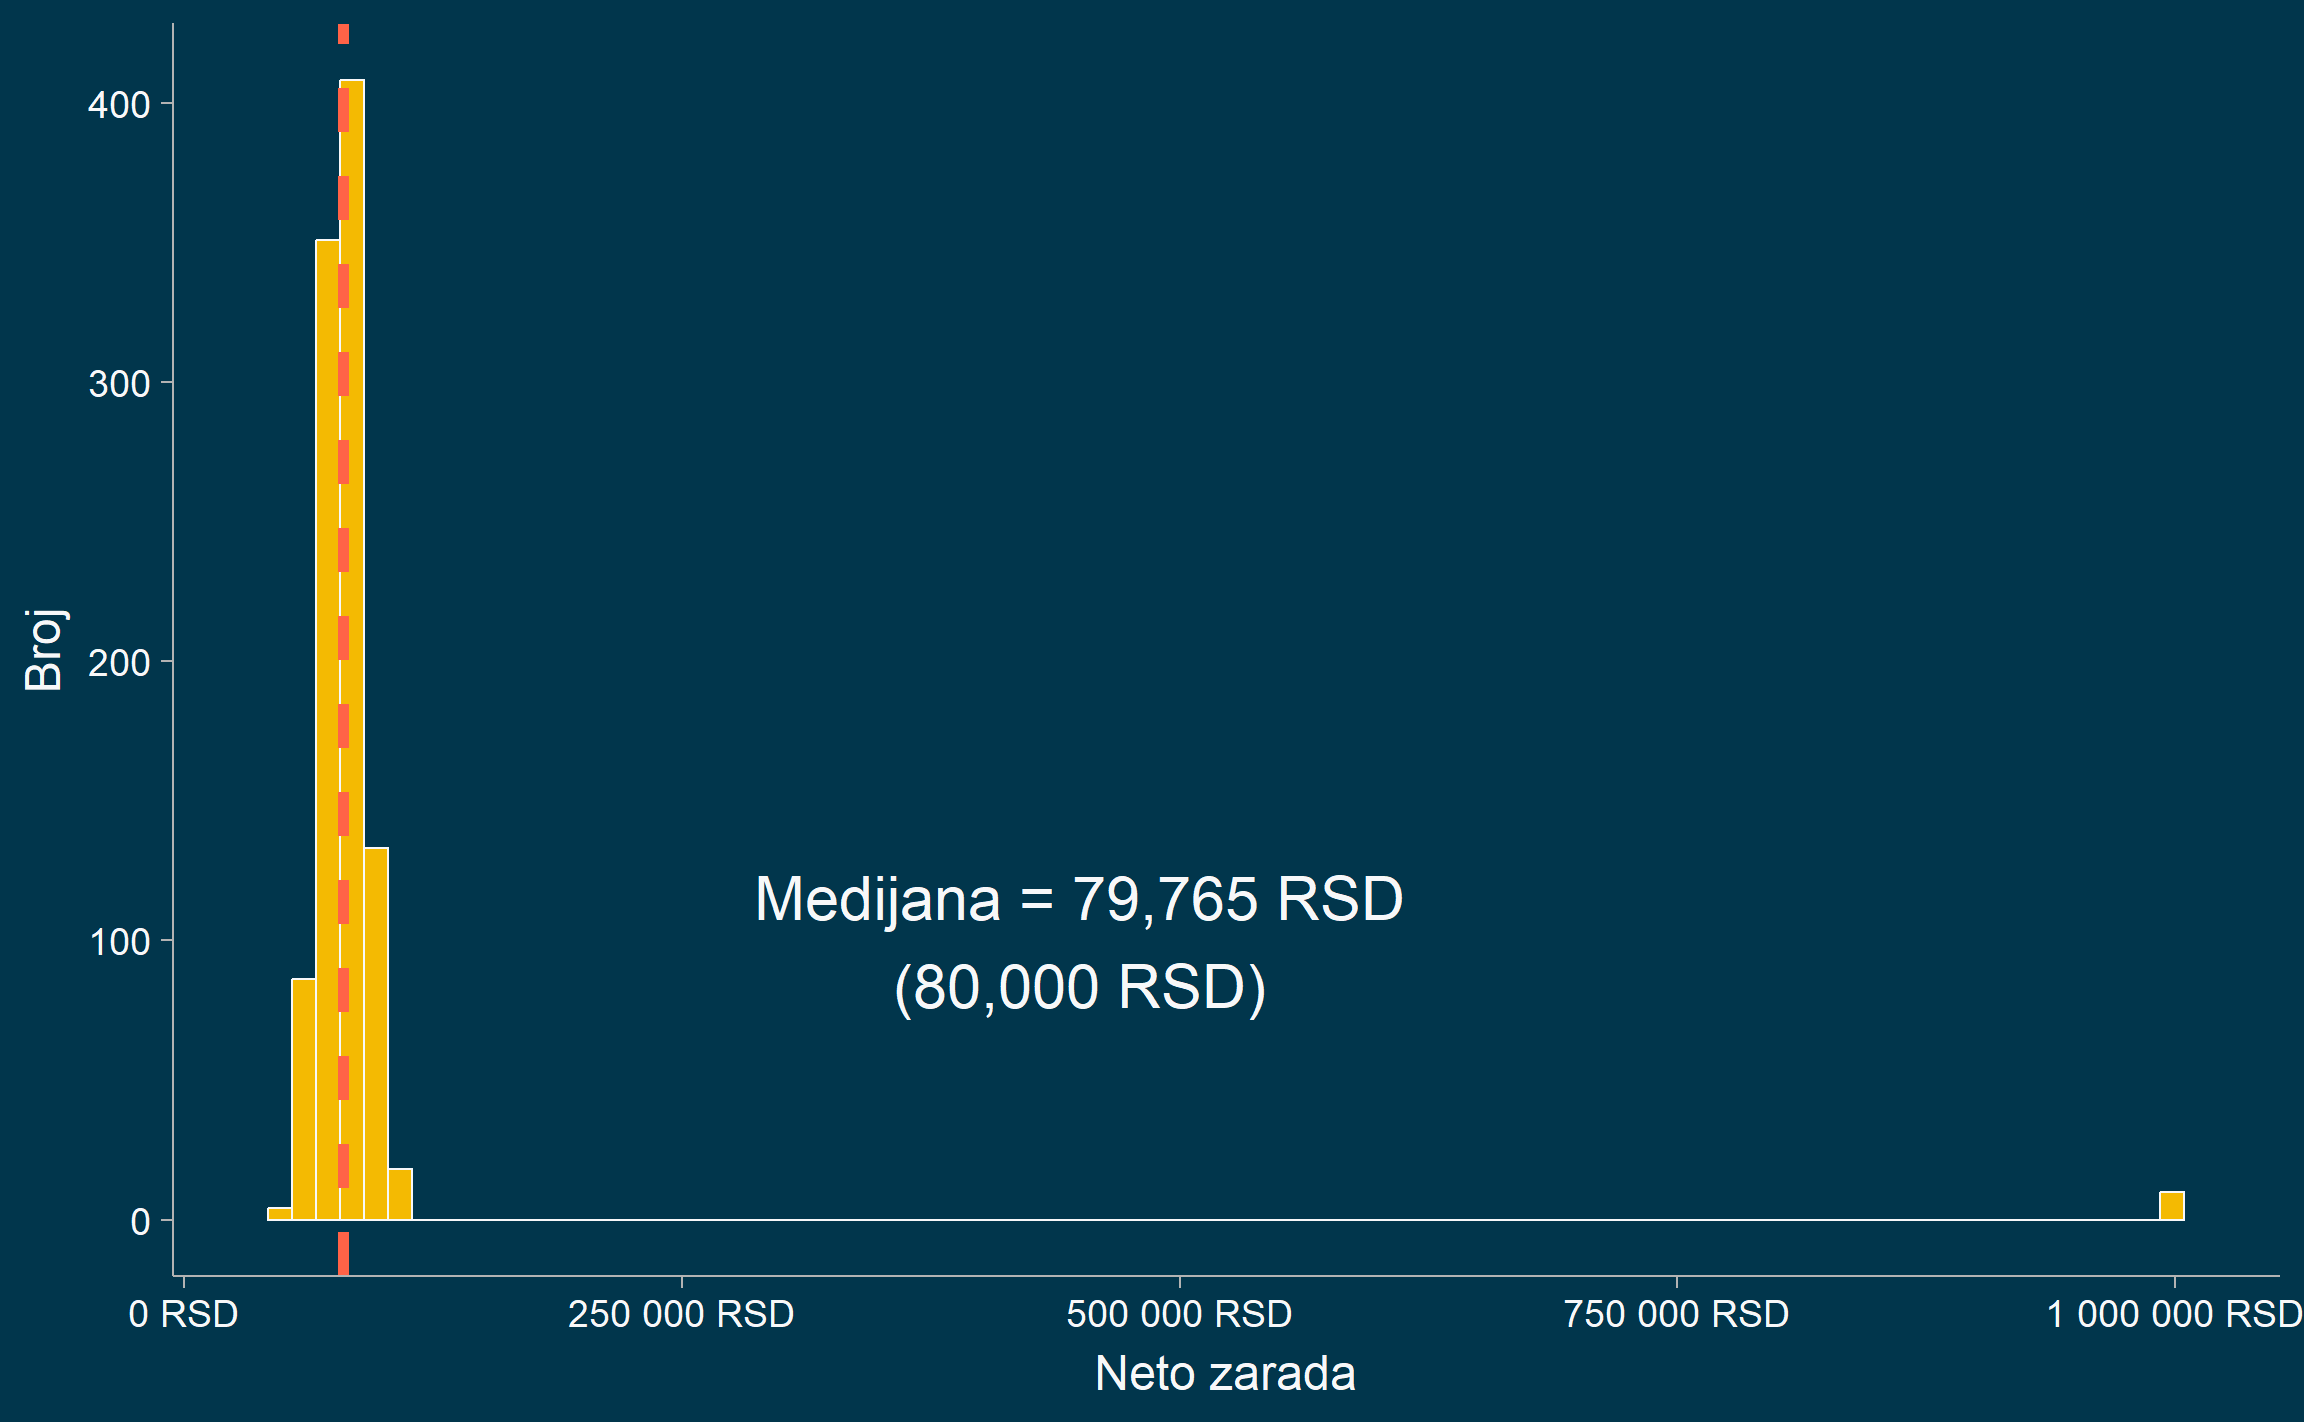 400
300
200
100
0
Broj
Medijana = 79,765 RSD
(80,000 RSD)
0 RSD
250 000 RSD
500 000 RSD
750 000 RSD
1 000 000 RSD
Neto zarada